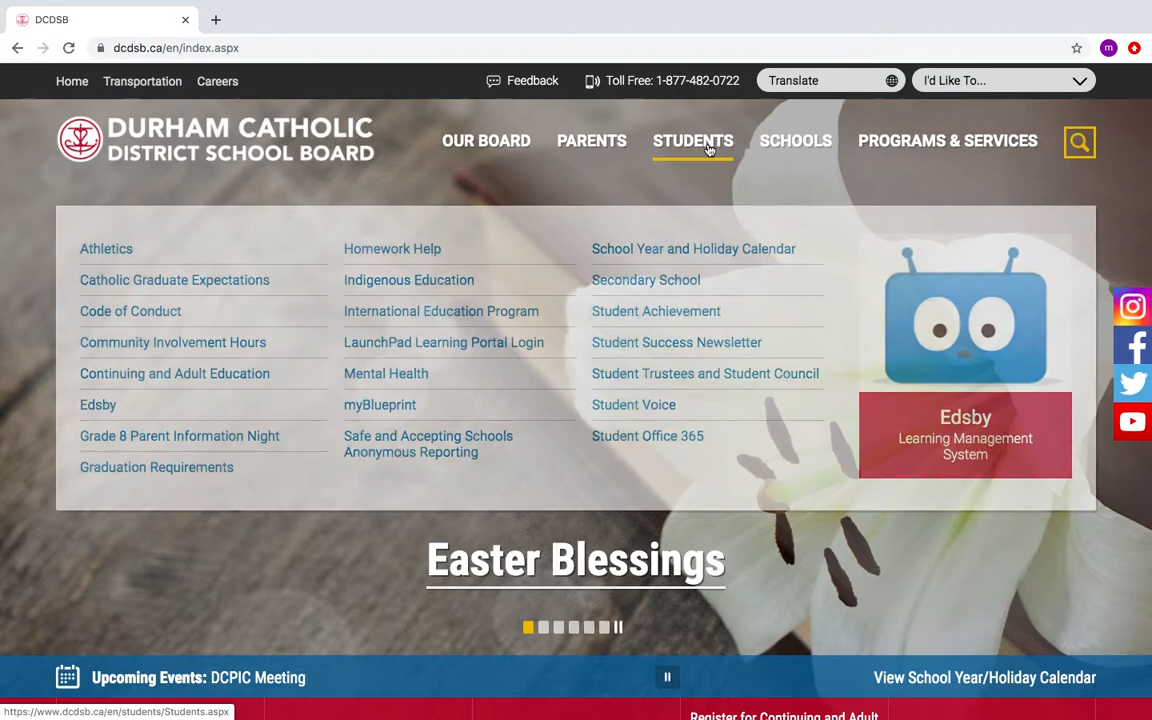 DCDSB
dcdsb.ca/en/index.aspx
m
Home Transportation Careers Feedback Toll Free: 1-877-482-0722 Translate I'd Like To...
DURHAM CATHOLIC
DISTRICT SCHOOL BOARD
OUR BOARD PARENTS STUDENTS SCHOOLS PROGRAMS & SERVICES
Athletics
Catholic Graduate Expectations
Code of Conduct
Community Involvement Hours
Continuing and Adult Education
Edsby
Grade 8 Parent Information Night
Graduation Requirements
Homework Help
Indigenous Education
International Education Program
LaunchPad Learning Portal Login
Mental Health
myBlueprint
Safe and Accepting Schools
Anonymous Reporting
School Year and Holiday Calendar
Secondary School
Student Achievement
Student Success Newsletter
Student Trustees and Student Council
Student Voice
Student Office 365
Edsby
Learning Management
System
Easter Blessings
Upcoming Events: DCPIC Meeting
View School Year/Holiday Calendar
https://www.dcdsb.ca/en/students/Students.aspx
Register for Continuing and Adult